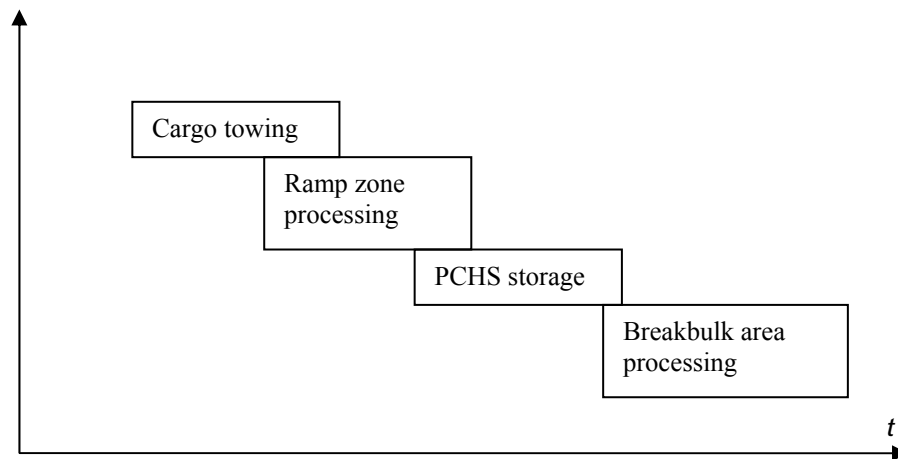 Cargo towing
Ramp zone
processing
PCHS storage
Breakbulk area
processing
t